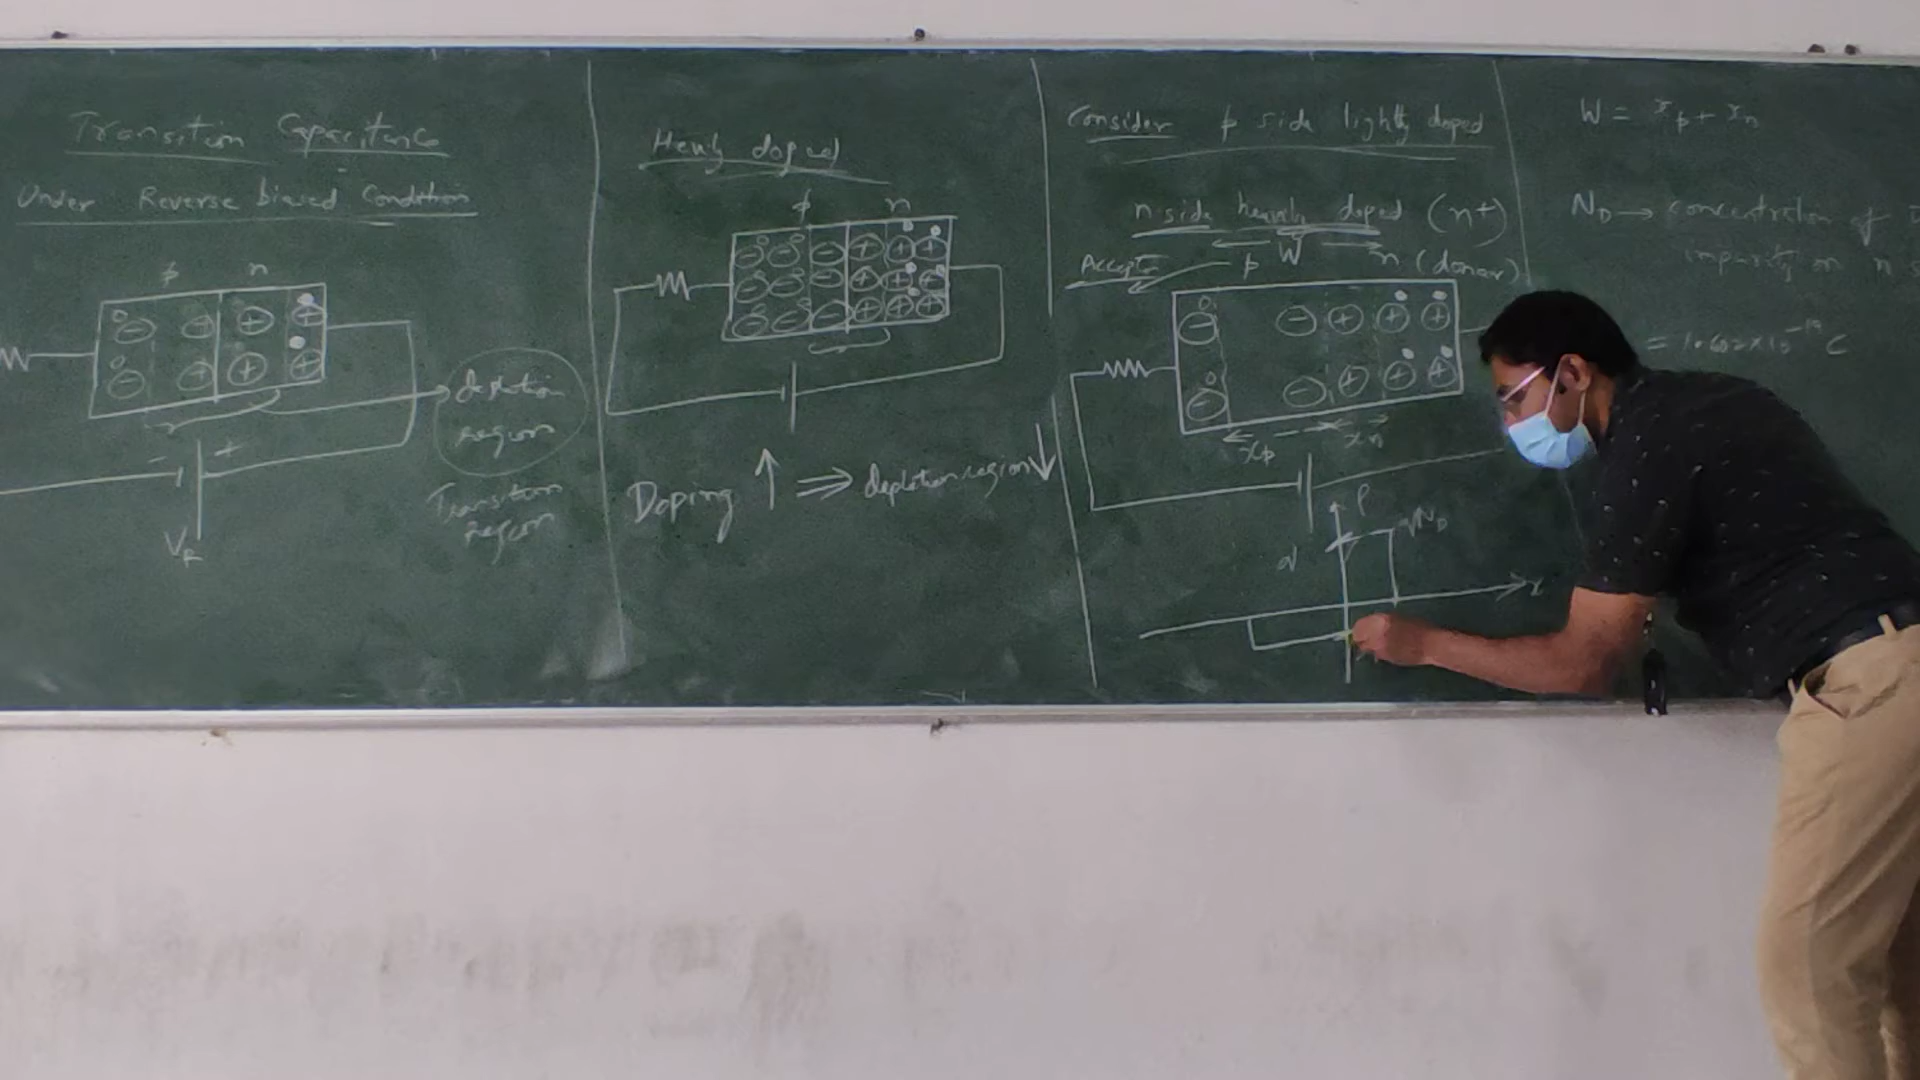 Transition Capacitance
Under Reverse biased Condition
p n
depletion
region
Transition
region
- +
V_R
Heavily doped
p n
Doping ↑ ⇒ depletion region ↓
Consider p side lightly doped
n side heavily doped (n+)
← W →
Acceptor p n (donor)
x_p x_n
ρ
qN_D
x
W = x_p + x_n
N_D → concentration of
impurity on n
= 1.602×10^-19 C